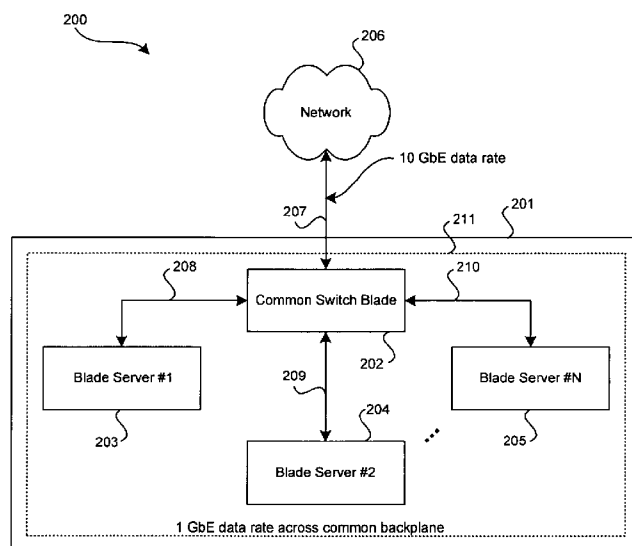 200
206
Network
10 GbE data rate
207
201
211
208
210
Common Switch Blade
202
Blade Server #1
209
Blade Server #N
203
204
205
Blade Server #2
1 GbE data rate across common backplane